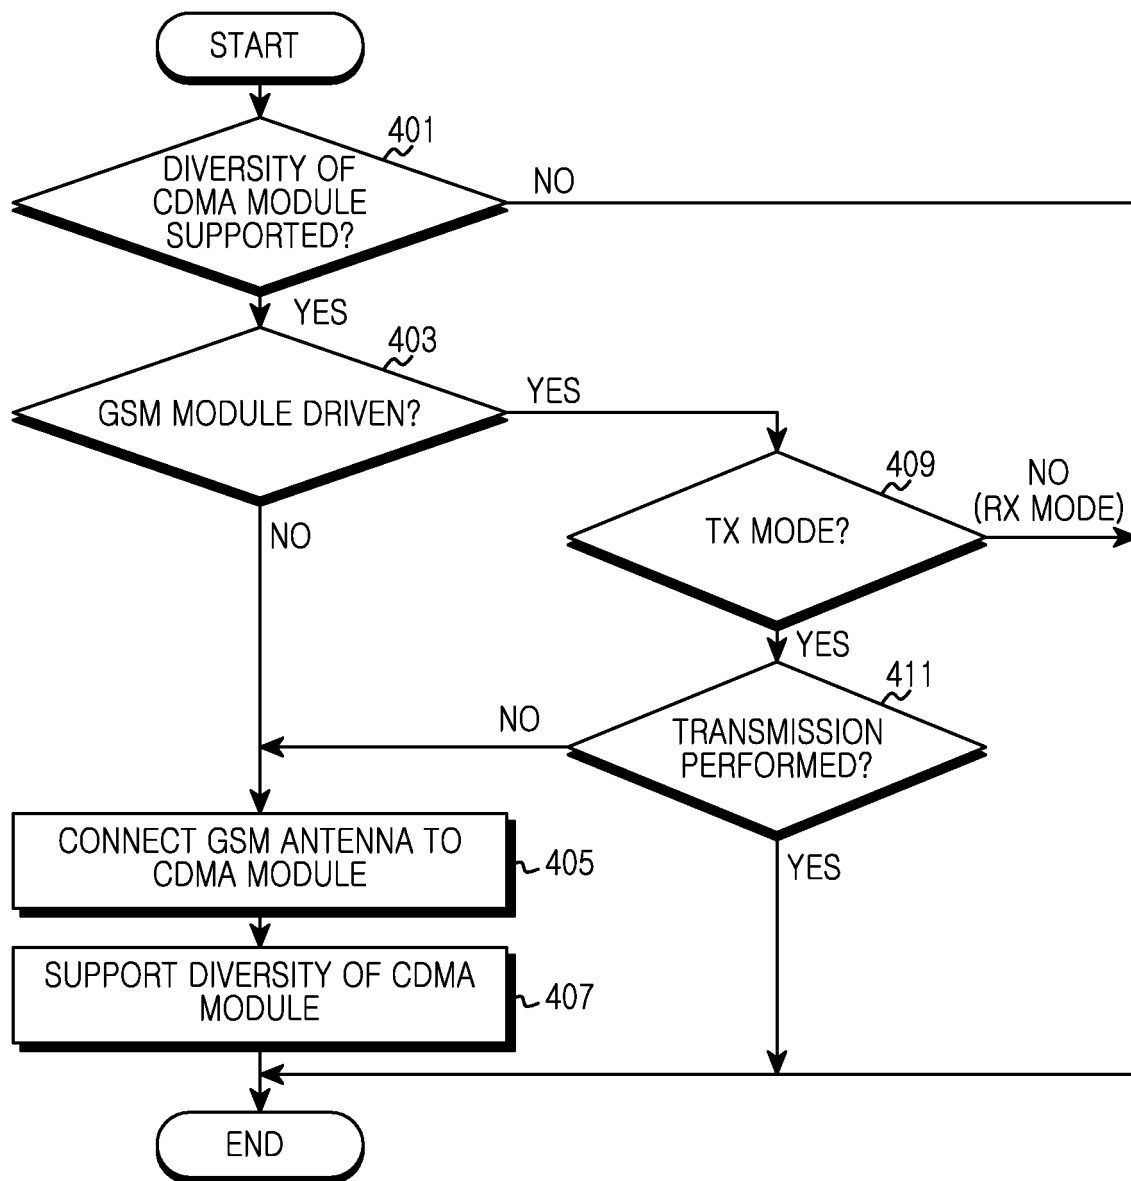 START
401
DIVERSITY OF
CDMA MODULE
SUPPORTED?
NO
YES
403
GSM MODULE DRIVEN?
YES
NO
409
TX MODE?
NO
(RX MODE)
YES
411
TRANSMISSION
PERFORMED?
NO
YES
CONNECT GSM ANTENNA TO
CDMA MODULE
405
SUPPORT DIVERSITY OF CDMA
MODULE
407
END